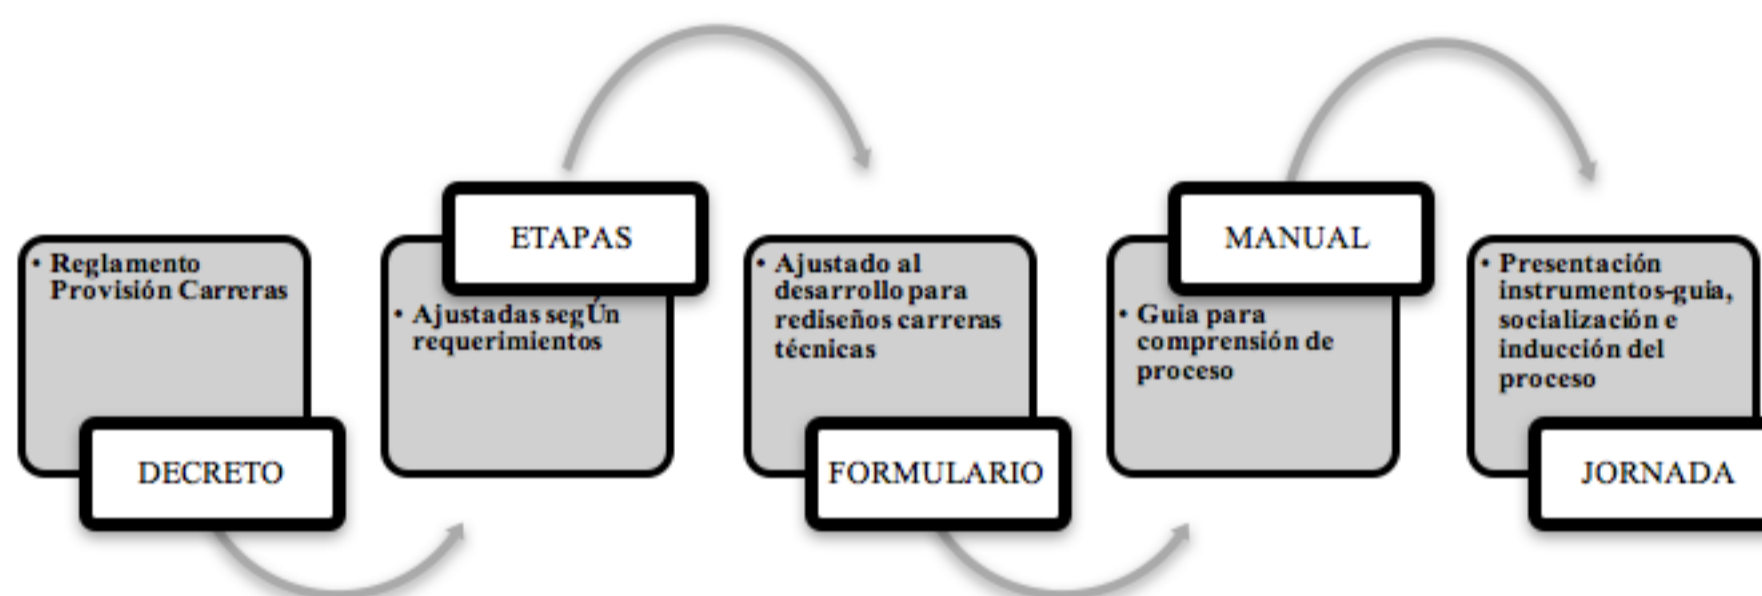 • Reglamento
Provisión Carreras
DECRETO
ETAPAS
• Ajustadas segÚn
requerimientos
• Ajustado al
desarrollo para
rediseños carreras
técnicas
FORMULARIO
MANUAL
• Guia para
comprensión de
proceso
• Presentación
instrumentos-guia,
socialización e
inducción del
proceso
JORNADA